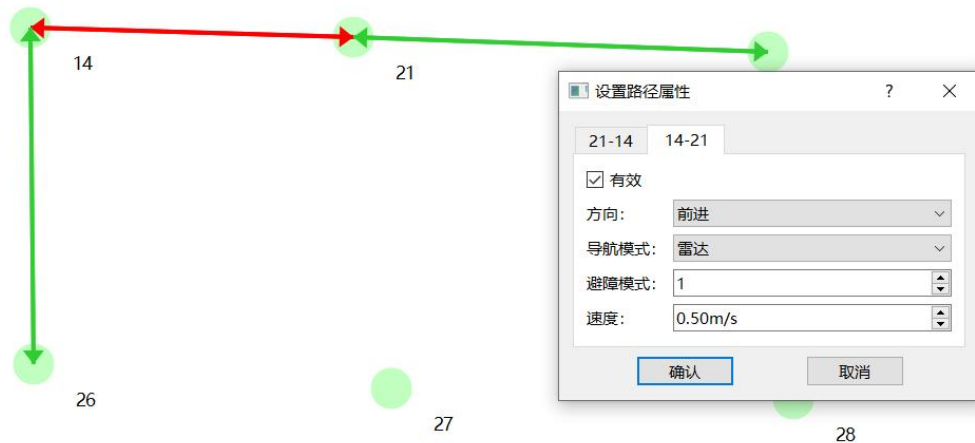 14
21
设置路径属性
?
21-14
14-21
有效
方向：
前进
导航模式：
雷达
避障模式：
1
速度：
0.50m/s
确认
取消
26
27
28